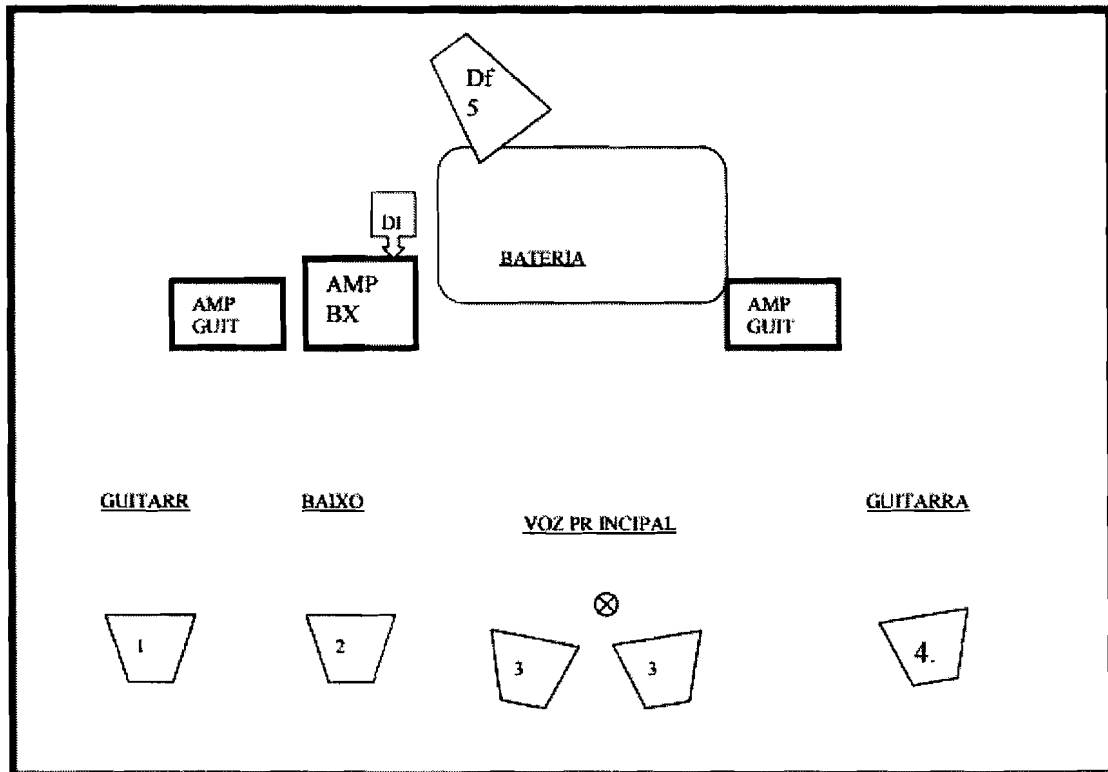 Df
5
DI
BATERIA
AMP
GUIT
AMP
BX
AMP
GUIT
GUITARR
BAIXO
VOZ PR INCIPAL
GUITARRA
1
2
3
3
4.